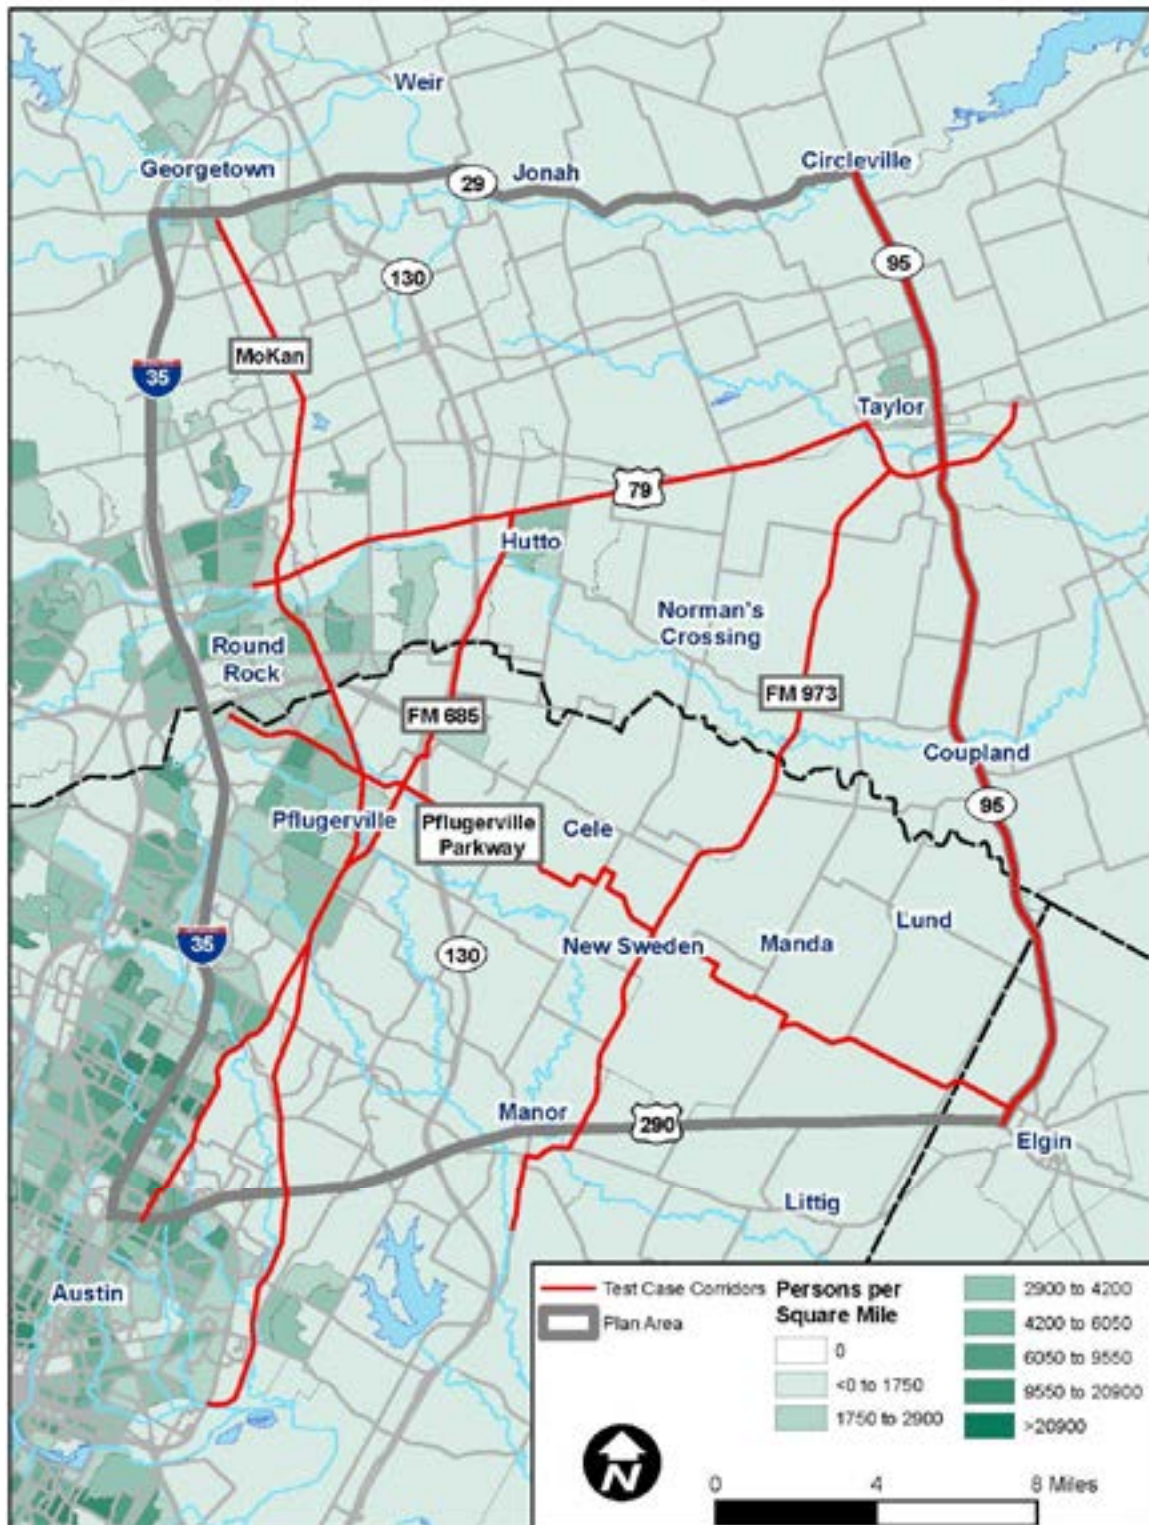 Weir
Georgetown
Circleville
29
Jonah
95
130
MoKan
35
Taylor
79
Hutto
Norman's
Crossing
Round
Rock
FM 973
FM 685
Coupland
95
Pflugerville
Pflugerville
Parkway
Cele
Lund
35
New Sweden
Manda
130
Manor
290
Elgin
Littig
Austin
Test Case Corridors
Plan Area
Persons per
Square Mile
0
<0 to 1750
1750 to 2900
2900 to 4200
4200 to 6050
6050 to 9550
9550 to 20900
>20900
N
0 4 8 Miles